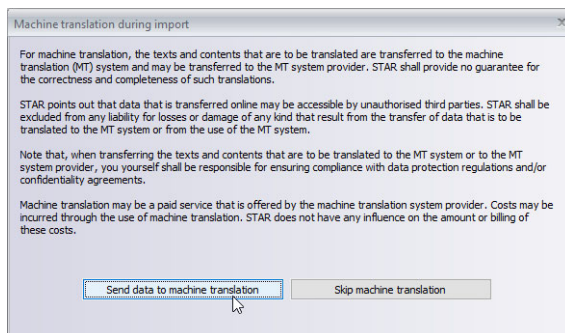 Machine translation during import
For machine translation, the texts and contents that are to be translated are transferred to the machine
translation (MT) system and may be transferred to the MT system provider. STAR shall provide no guarantee for
the correctness and completeness of such translations.
STAR points out that data that is transferred online may be accessible by unauthorised third parties. STAR shall be
excluded from any liability for losses or damage of any kind that result from the transfer of data that is to be
translated to the MT system or from the use of the MT system.
Note that, when transferring the texts and contents that are to be translated to the MT system or to the MT
system provider, you yourself shall be responsible for ensuring compliance with data protection regulations and/or
confidentiality agreements.
Machine translation may be a paid service that is offered by the machine translation system provider. Costs may be
incurred through the use of machine translation. STAR does not have any influence on the amount or billing of
these costs.
Send data to machine translation
Skip machine translation